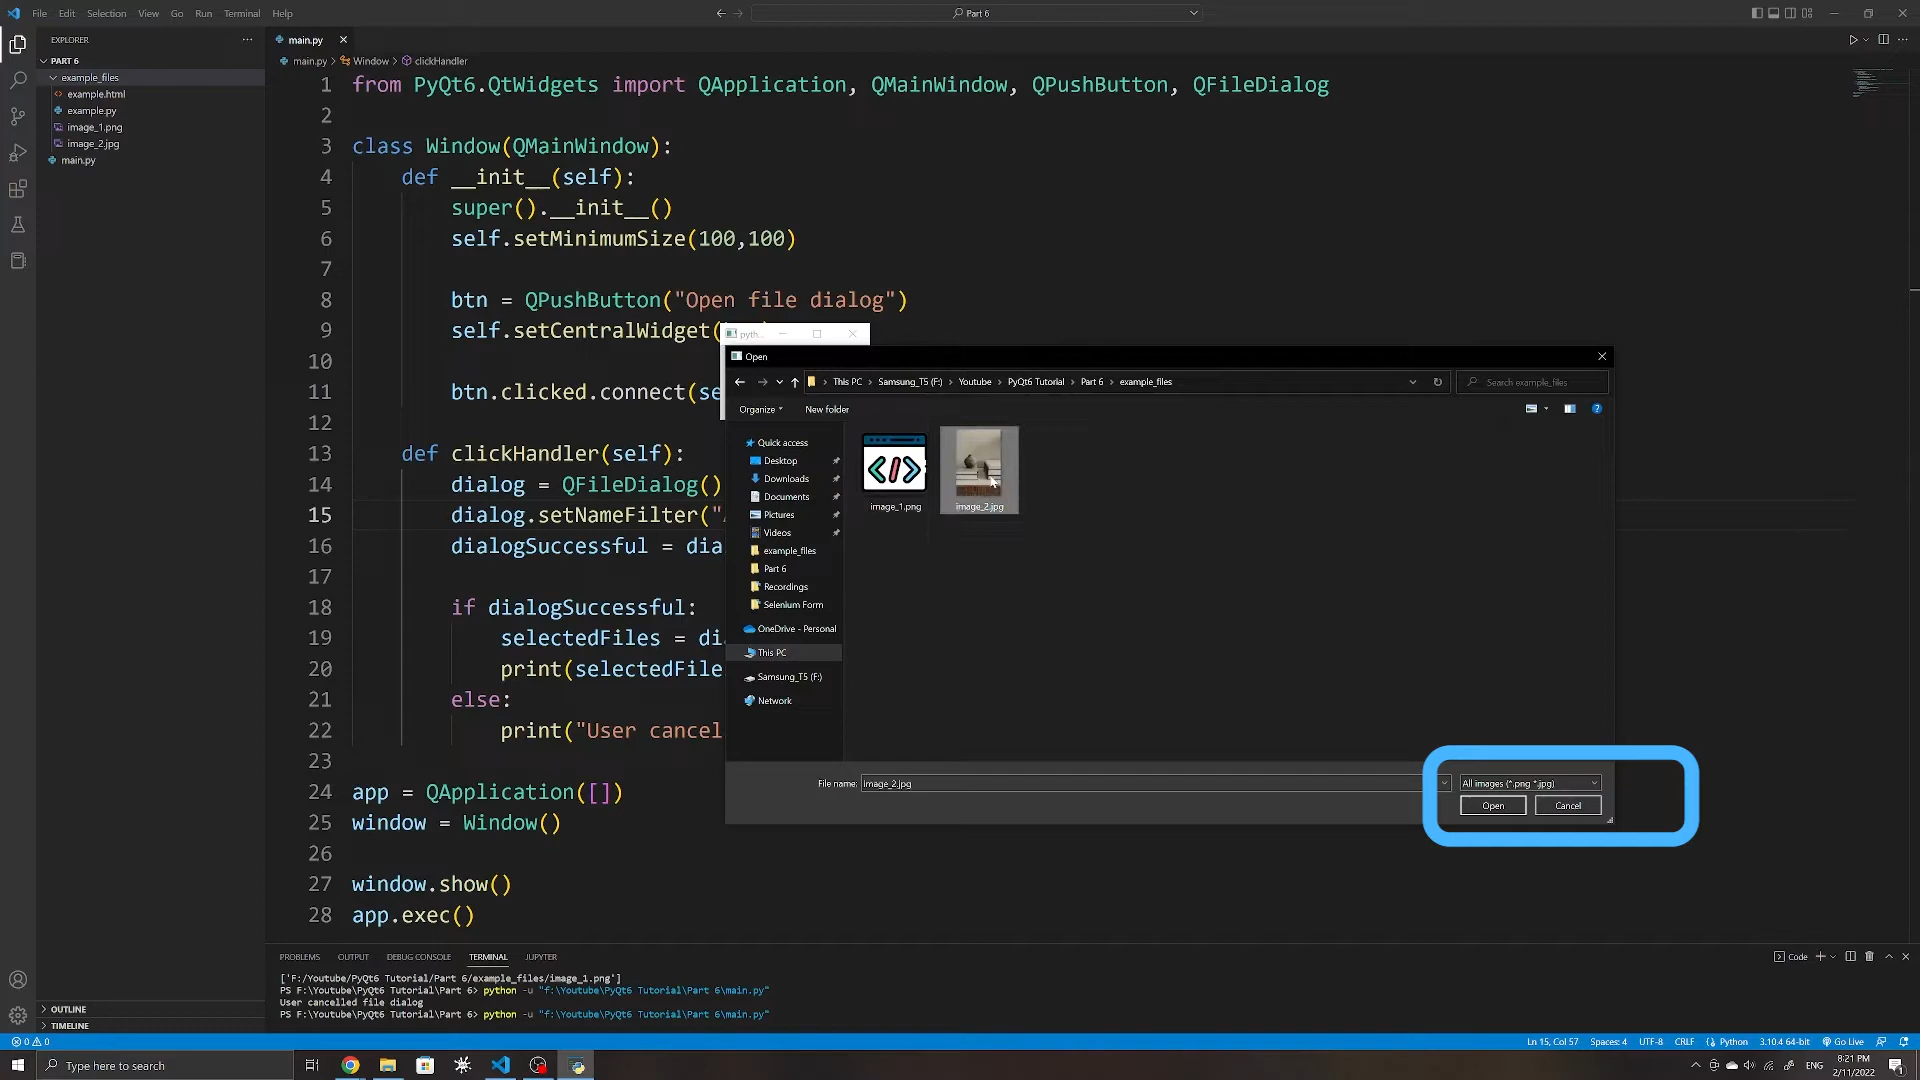 File Edit Selection View Go Run Terminal Help
Part 6
EXPLORER
PART 6
example_files
example.html
example.py
image_1.png
image_2.jpg
main.py
OUTLINE
TIMELINE
main.py
main.py > Window > clickHandler
1 from PyQt6.QtWidgets import QApplication, QMainWindow, QPushButton, QFileDialog
2
3 class Window(QMainWindow):
4 def __init__(self):
5 super().__init__()
6 self.setMinimumSize(100,100)
7
8 btn = QPushButton("Open file dialog")
9 self.setCentralWidget(
10
11 btn.clicked.connect(se
12
13 def clickHandler(self):
14 dialog = QFileDialog()
15 dialog.setNameFilter("
16 dialogSuccessful = dia
17
18 if dialogSuccessful:
19 selectedFiles = di
20 print(selectedFile
21 else:
22 print("User cancel
23
24 app = QApplication([])
25 window = Window()
26
27 window.show()
28 app.exec()
pyth...
Open
This PC > Samsung_T5 (F:) > Youtube > PyQt6 Tutorial > Part 6 > example_files
Search example_files
Organize New folder
Quick access
Desktop
Downloads
Documents
Pictures
Videos
example_files
Part 6
Recordings
Selenium Form
OneDrive - Personal
This PC
Samsung_T5 (F:)
Network
image_1.png
image_2.jpg
File name: image_2.jpg
All images (*.png *.jpg)
Open Cancel
PROBLEMS OUTPUT DEBUG CONSOLE TERMINAL JUPYTER
Code
['F:/Youtube/PyQt6 Tutorial/Part 6/example_files/image_1.png']
PS F:\Youtube\PyQt6 Tutorial\Part 6> python -u "f:\Youtube\PyQt6 Tutorial\Part 6\main.py"
User cancelled file dialog
PS F:\Youtube\PyQt6 Tutorial\Part 6> python -u "f:\Youtube\PyQt6 Tutorial\Part 6\main.py"
0 0
Ln 15, Col 57 Spaces: 4 UTF-8 CRLF Python 3.10.4 64-bit Go Live
Type here to search
ENG
8:21 PM
2/11/2022